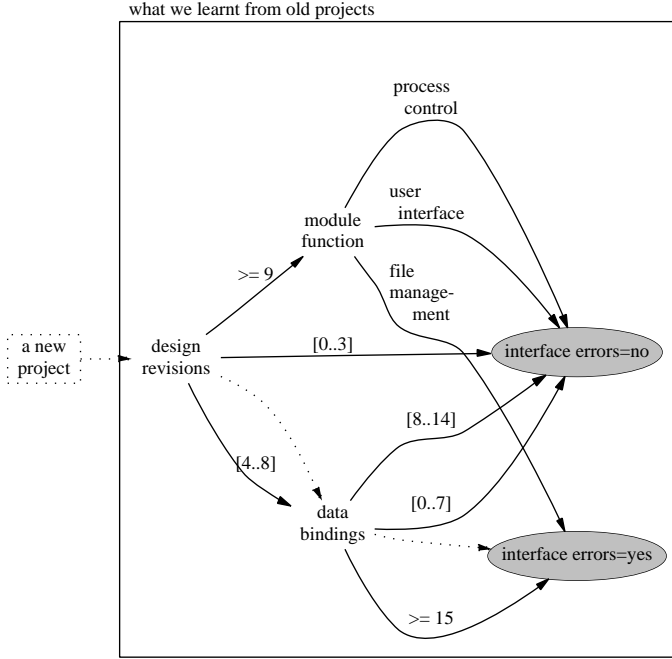 what we learnt from old projects
process
control
user
interface
module
function
file
manage-
ment
>= 9
a new
project
design
revisions
[0..3]
interface errors=no
[8..14]
[4..8]
[0..7]
data
bindings
interface errors=yes
>= 15